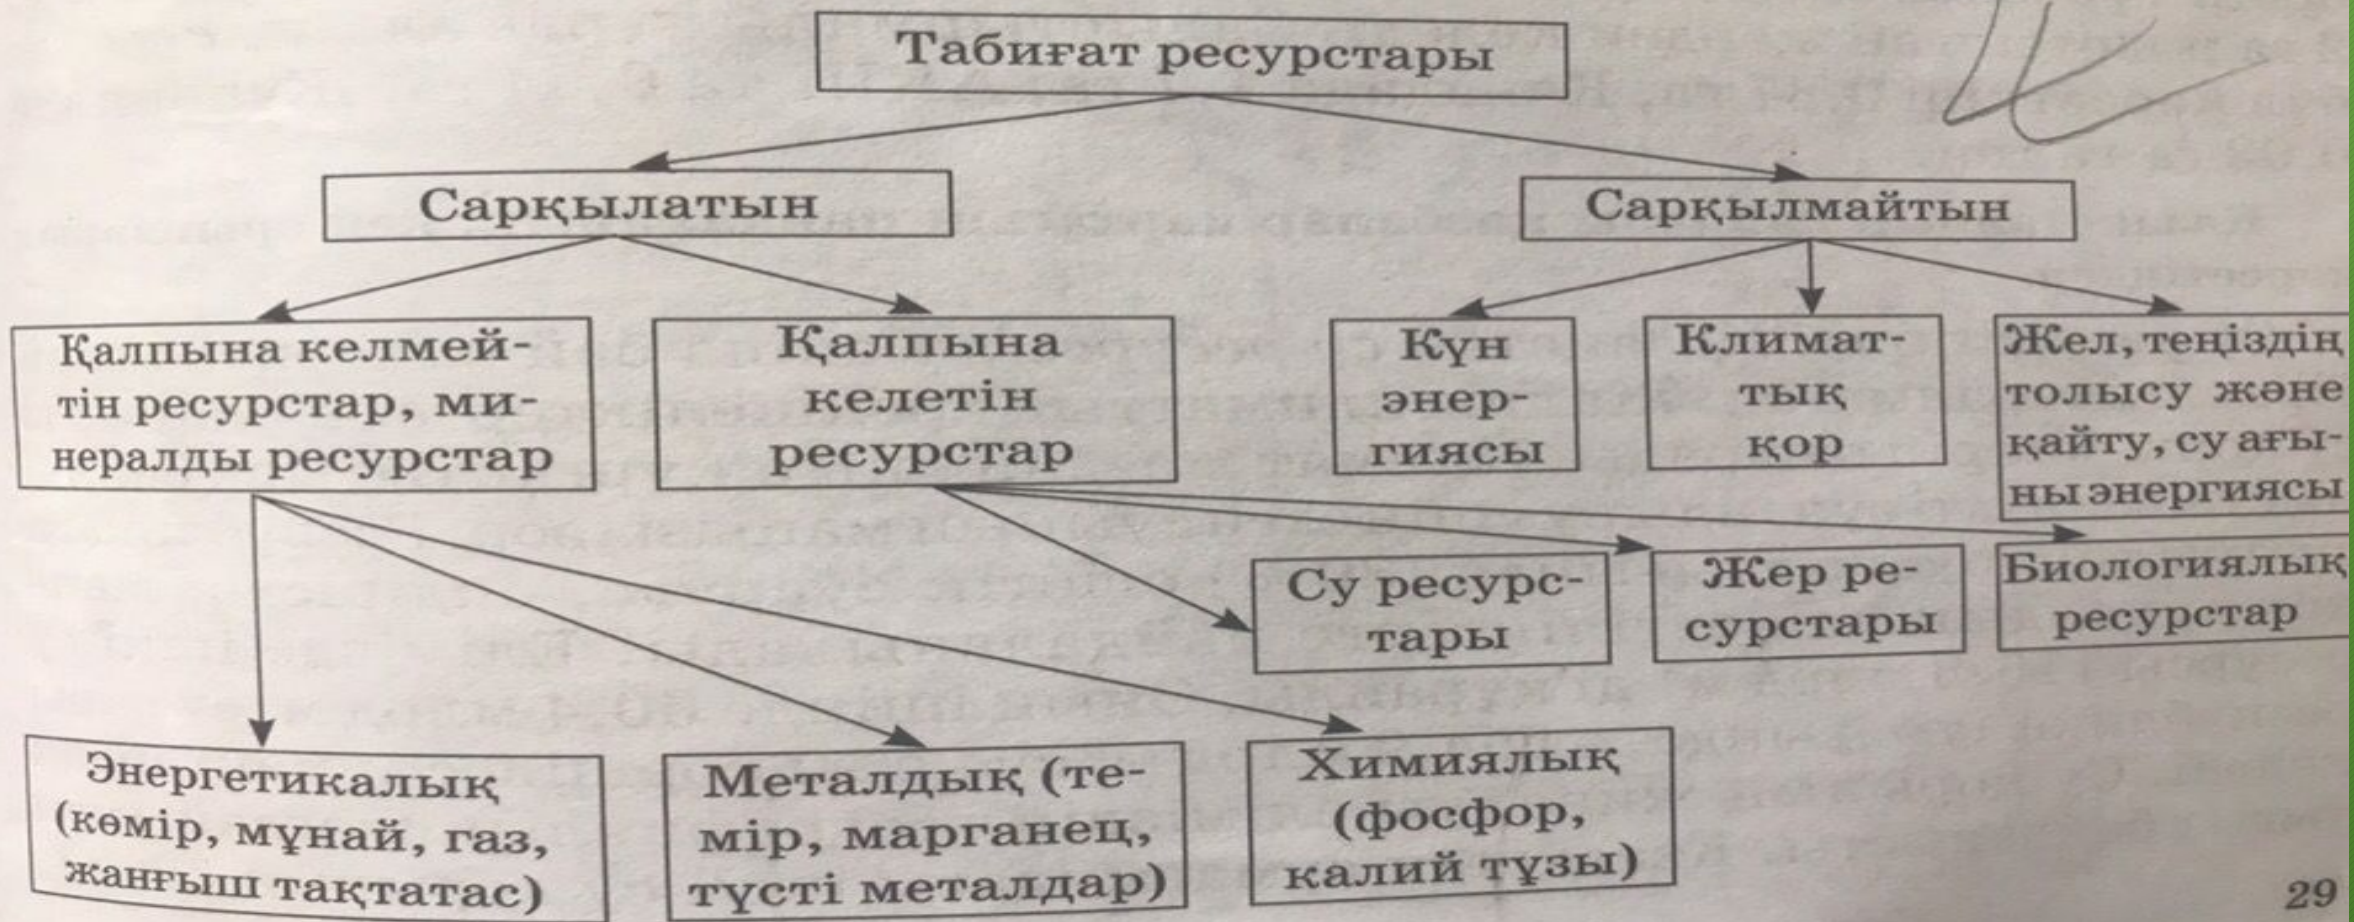 Табиғат ресурстары
Сарқылатын
Сарқылмайтын
Қалпына келмей-
тін ресурстар, ми-
нералды ресурстар
Қалпына
келетін
ресурстар
Күн
энер-
гиясы
Климат-
тық
қор
Жел, теңіздің
толысу және
қайту, су ағы-
ны энергиясы
Су ресурс-
тары
Жер ре-
сурстары
Биологиялық
ресурстар
Энергетикалық
(көмір, мұнай, газ,
жанғыш тақтатас)
Металдық (те-
мір, марганец,
түсті металдар)
Химиялық
(фосфор,
калий тұзы)
29